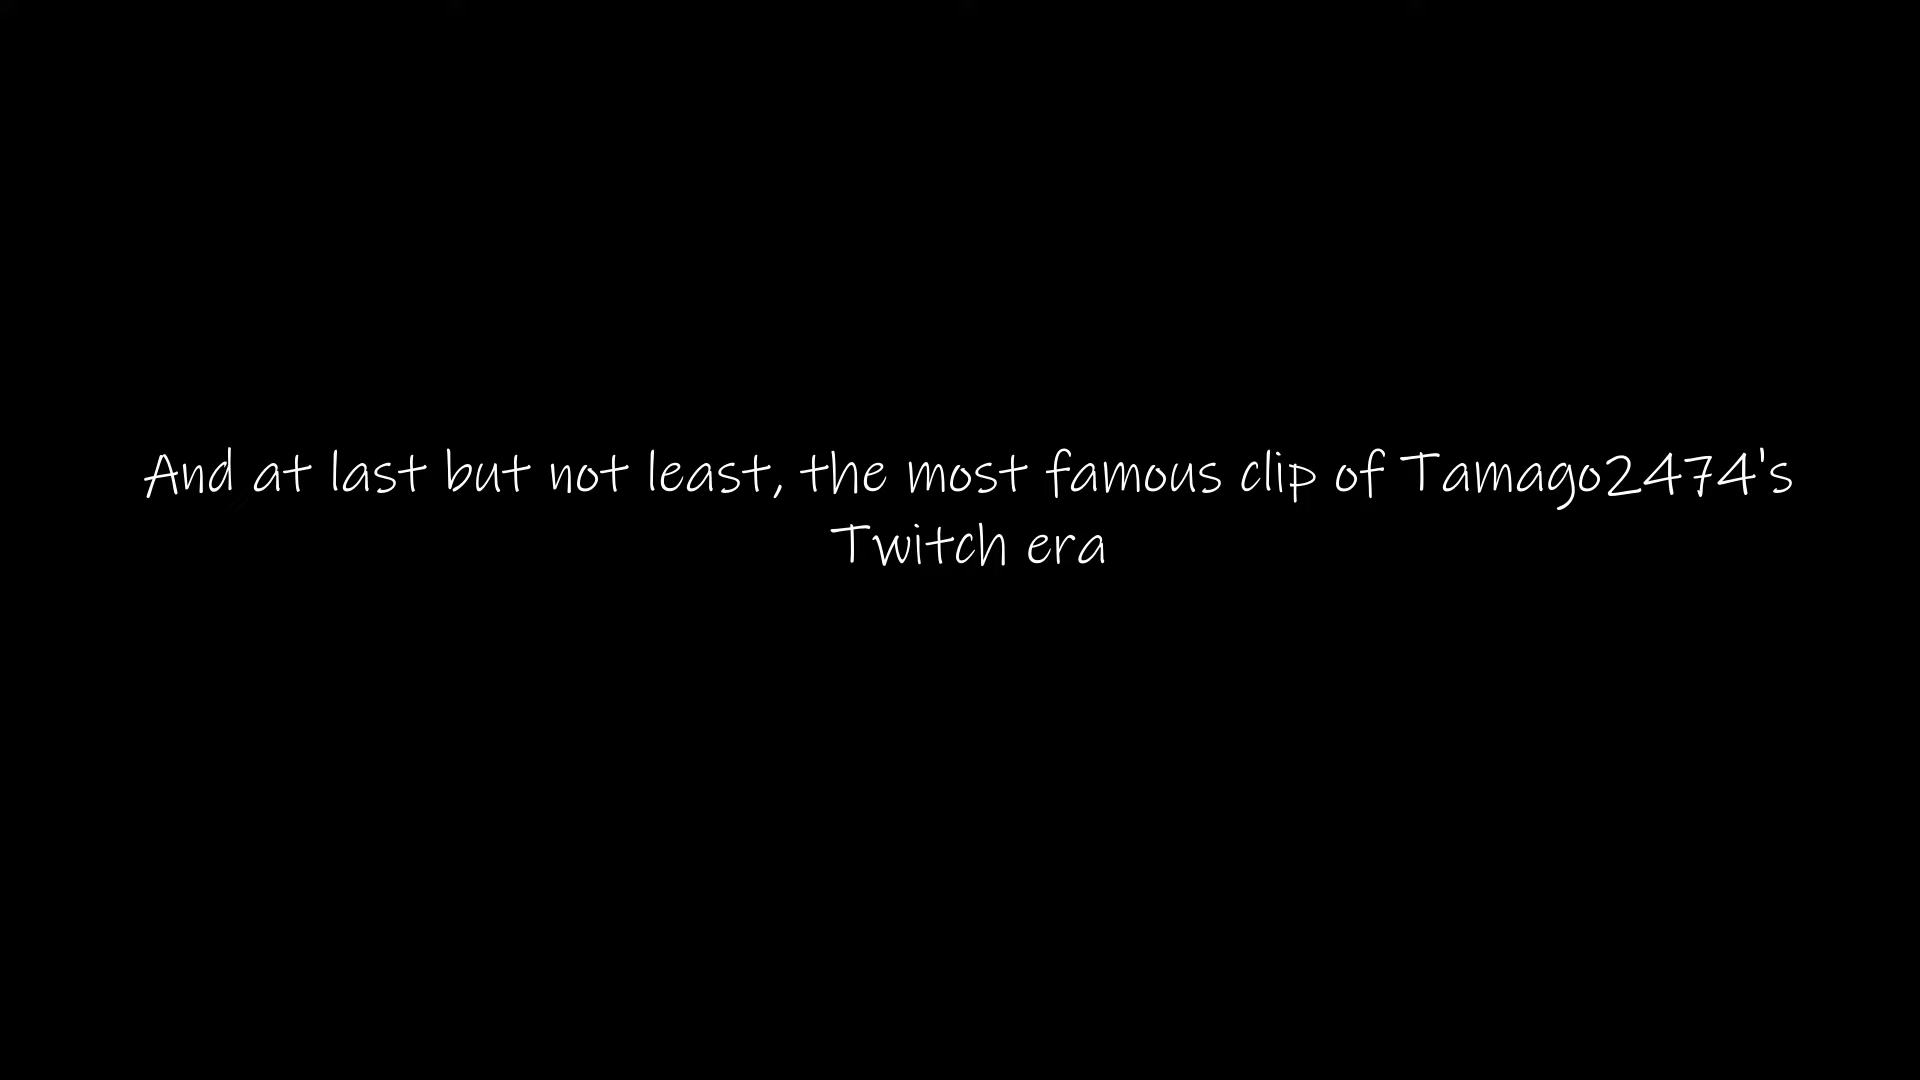 And at last but not least, the most famous clip of Tamago2474's
Twitch era